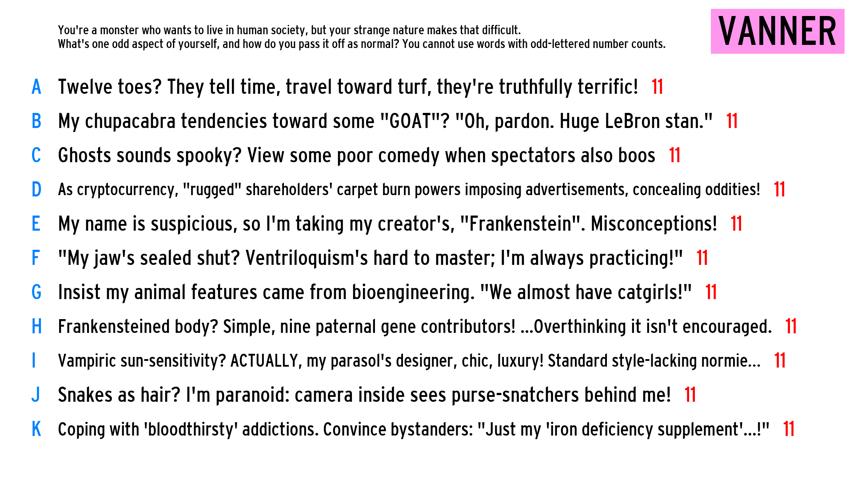 You're a monster who wants to live in human society, but your strange nature makes that difficult.
What's one odd aspect of yourself, and how do you pass it off as normal? You cannot use words with odd-lettered number counts.
VANNER
A Twelve toes? They tell time, travel toward turf, they're truthfully terrific! 11
B My chupacabra tendencies toward some "GOAT"? "Oh, pardon. Huge LeBron stan." 11
C Ghosts sounds spooky? View some poor comedy when spectators also boos 11
D As cryptocurrency, "rugged" shareholders' carpet burn powers imposing advertisements, concealing oddities! 11
E My name is suspicious, so I'm taking my creator's, "Frankenstein". Misconceptions! 11
F "My jaw's sealed shut? Ventriloquism's hard to master; I'm always practicing!" 11
G Insist my animal features came from bioengineering. "We almost have catgirls!" 11
H Frankensteined body? Simple, nine paternal gene contributors! ...Overthinking it isn't encouraged. 11
I Vampiric sun-sensitivity? ACTUALLY, my parasol's designer, chic, luxury! Standard style-lacking normie... 11
J Snakes as hair? I'm paranoid: camera inside sees purse-snatchers behind me! 11
K Coping with 'bloodthirsty' addictions. Convince bystanders: "Just my 'iron deficiency supplement'...!" 11